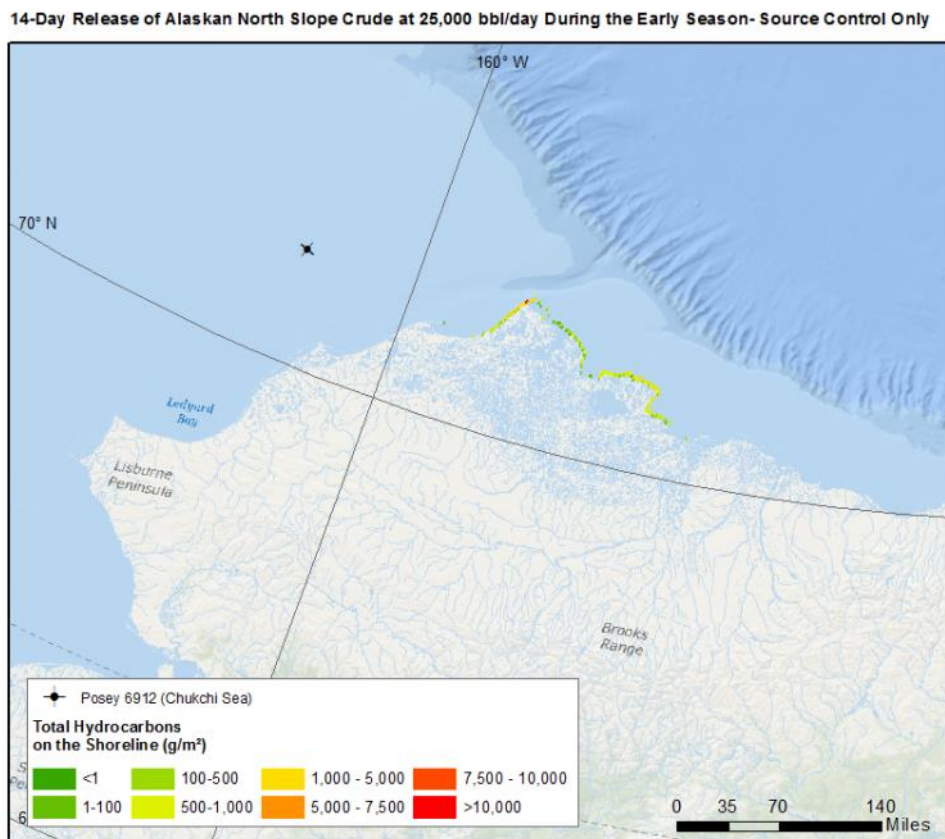 14-Day Release of Alaskan North Slope Crude at 25,000 bbl/day During the Early Season- Source Control Only
160° W
70° N
Ledyard
Bay
Lisburne
Peninsula
Brooks
Range
Posey 6912 (Chukchi Sea)
Total Hydrocarbons
on the Shoreline (g/m²)
<1
100-500
1,000 - 5,000
7,500 - 10,000
1-100
500-1,000
5,000 - 7,500
>10,000
0 35 70 140
Miles